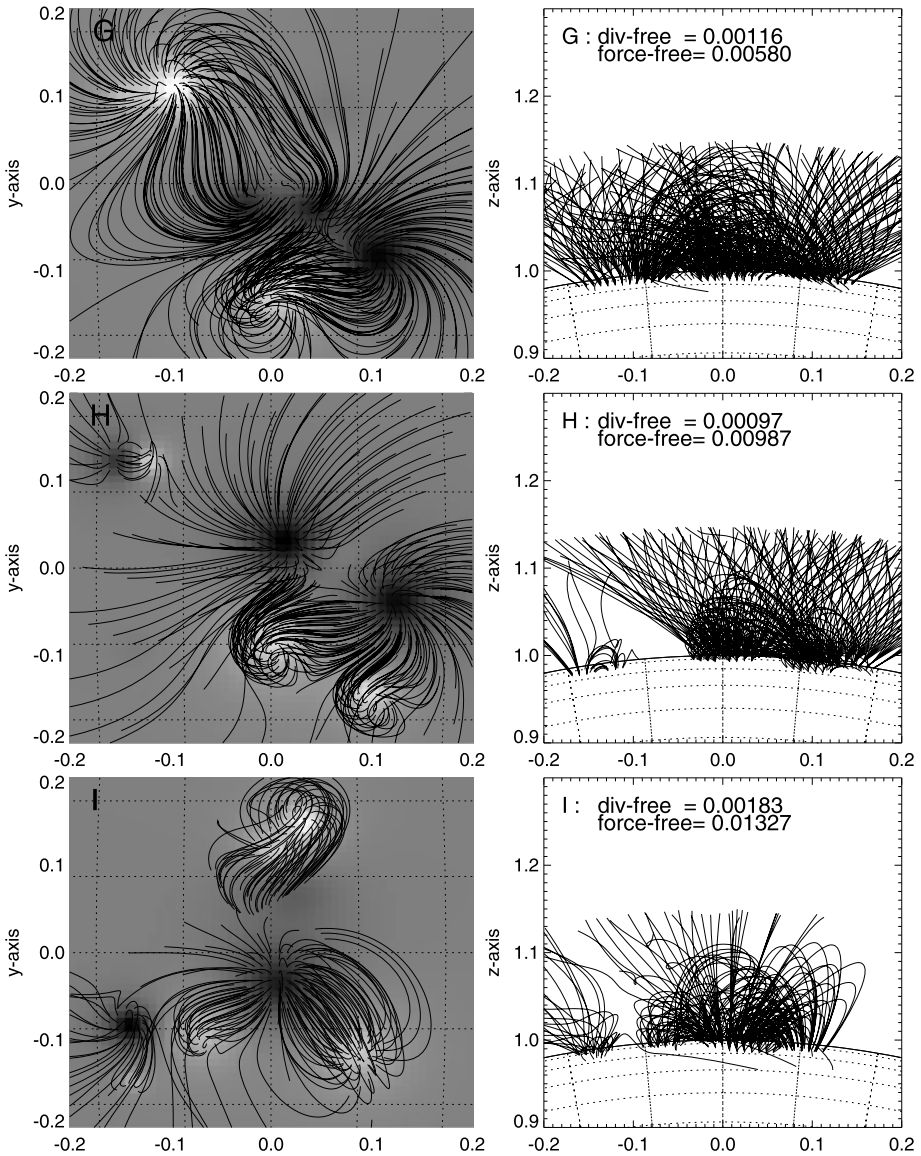 G
0.2
0.1
0.0
-0.1
-0.2
y-axis
-0.2 -0.1 0.0 0.1 0.2
G : div-free = 0.00116
force-free= 0.00580
1.2
1.1
1.0
0.9
z-axis
-0.2 -0.1 0.0 0.1 0.2
H
0.2
0.1
0.0
-0.1
-0.2
y-axis
-0.2 -0.1 0.0 0.1 0.2
H : div-free = 0.00097
force-free= 0.00987
1.2
1.1
1.0
0.9
z-axis
-0.2 -0.1 0.0 0.1 0.2
I
0.2
0.1
0.0
-0.1
-0.2
y-axis
-0.2 -0.1 0.0 0.1 0.2
I : div-free = 0.00183
force-free= 0.01327
1.2
1.1
1.0
0.9
z-axis
-0.2 -0.1 0.0 0.1 0.2